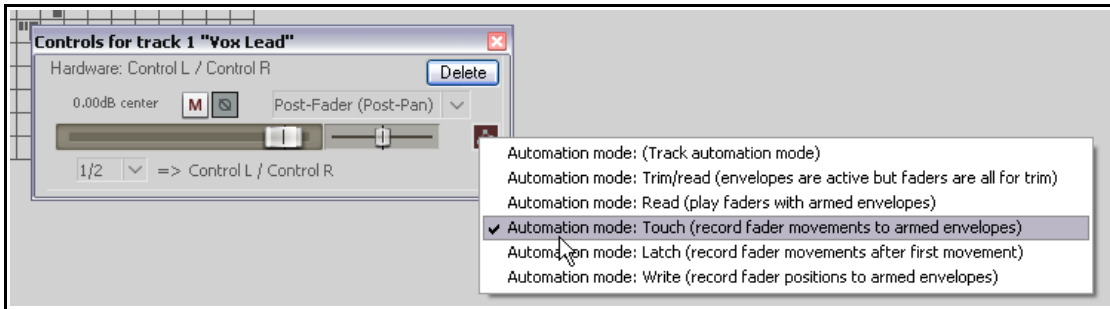 Controls for track 1 "Vox Lead"
Hardware: Control L / Control R
Delete
0.00dB center
M
Post-Fader (Post-Pan)
1/2
=> Control L / Control R
Automation mode: (Track automation mode)
Automation mode: Trim/read (envelopes are active but faders are all for trim)
Automation mode: Read (play faders with armed envelopes)
Automation mode: Touch (record fader movements to armed envelopes)
Automation mode: Latch (record fader movements after first movement)
Automation mode: Write (record fader positions to armed envelopes)